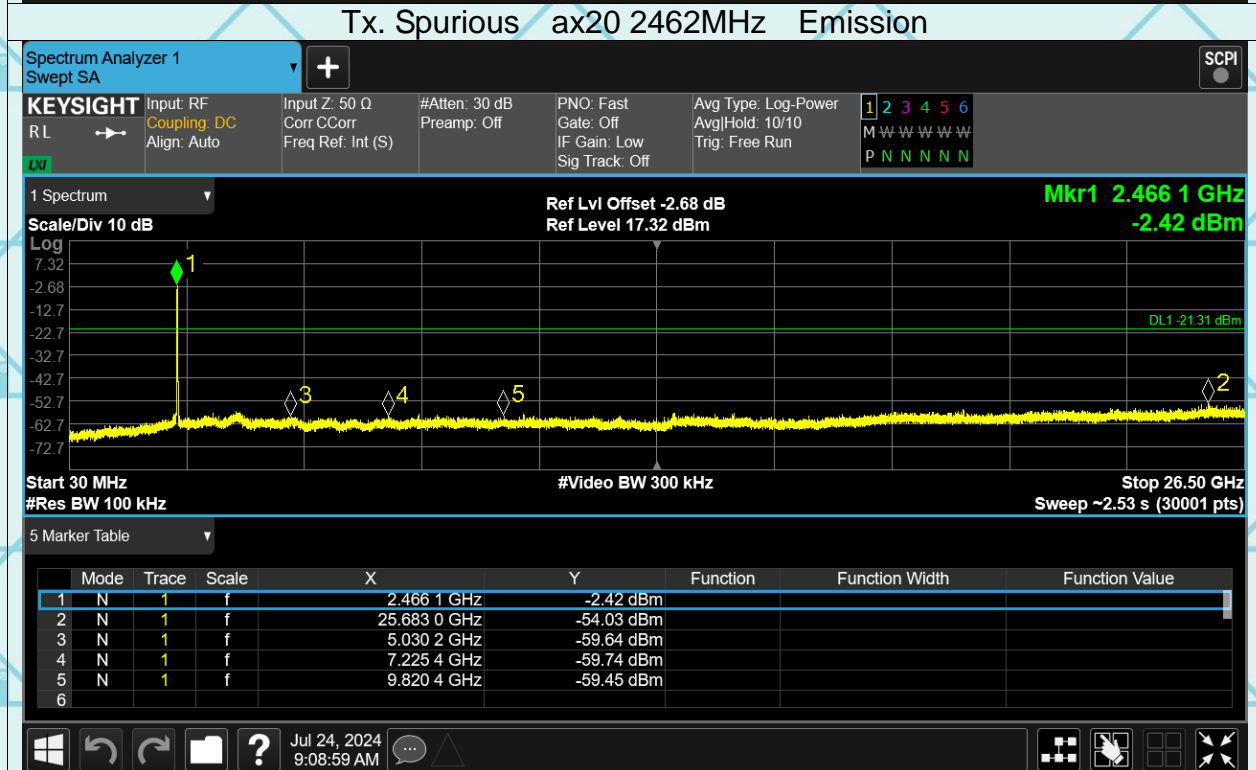 Tx. Spurious ax20 2462MHz Emission
Spectrum Analyzer 1
Swept SA
+
SCPI
KEYSIGHT
R L
LXI
Input: RF
Coupling: DC
Align: Auto
Input Z: 50 Ω
Corr CCorr
Freq Ref: Int (S)
#Atten: 30 dB
Preamp: Off
PNO: Fast
Gate: Off
IF Gain: Low
Sig Track: Off
Avg Type: Log-Power
Avg|Hold: 10/10
Trig: Free Run
1 2 3 4 5 6
M W W W W W
P N N N N N
1 Spectrum
Scale/Div 10 dB
Ref Lvl Offset -2.68 dB
Ref Level 17.32 dBm
Mkr1 2.466 1 GHz
-2.42 dBm
Log
7.32
-2.68
-12.7
-22.7
-32.7
-42.7
-52.7
-62.7
-72.7
1
DL1 -21.31 dBm
3
4
5
2
Start 30 MHz
#Video BW 300 kHz
Stop 26.50 GHz
#Res BW 100 kHz
Sweep ~2.53 s (30001 pts)
5 Marker Table
Mode Trace Scale X Y Function Function Width Function Value
1 N 1 f 2.466 1 GHz -2.42 dBm
2 N 1 f 25.683 0 GHz -54.03 dBm
3 N 1 f 5.030 2 GHz -59.64 dBm
4 N 1 f 7.225 4 GHz -59.74 dBm
5 N 1 f 9.820 4 GHz -59.45 dBm
6
?
Jul 24, 2024
9:08:59 AM